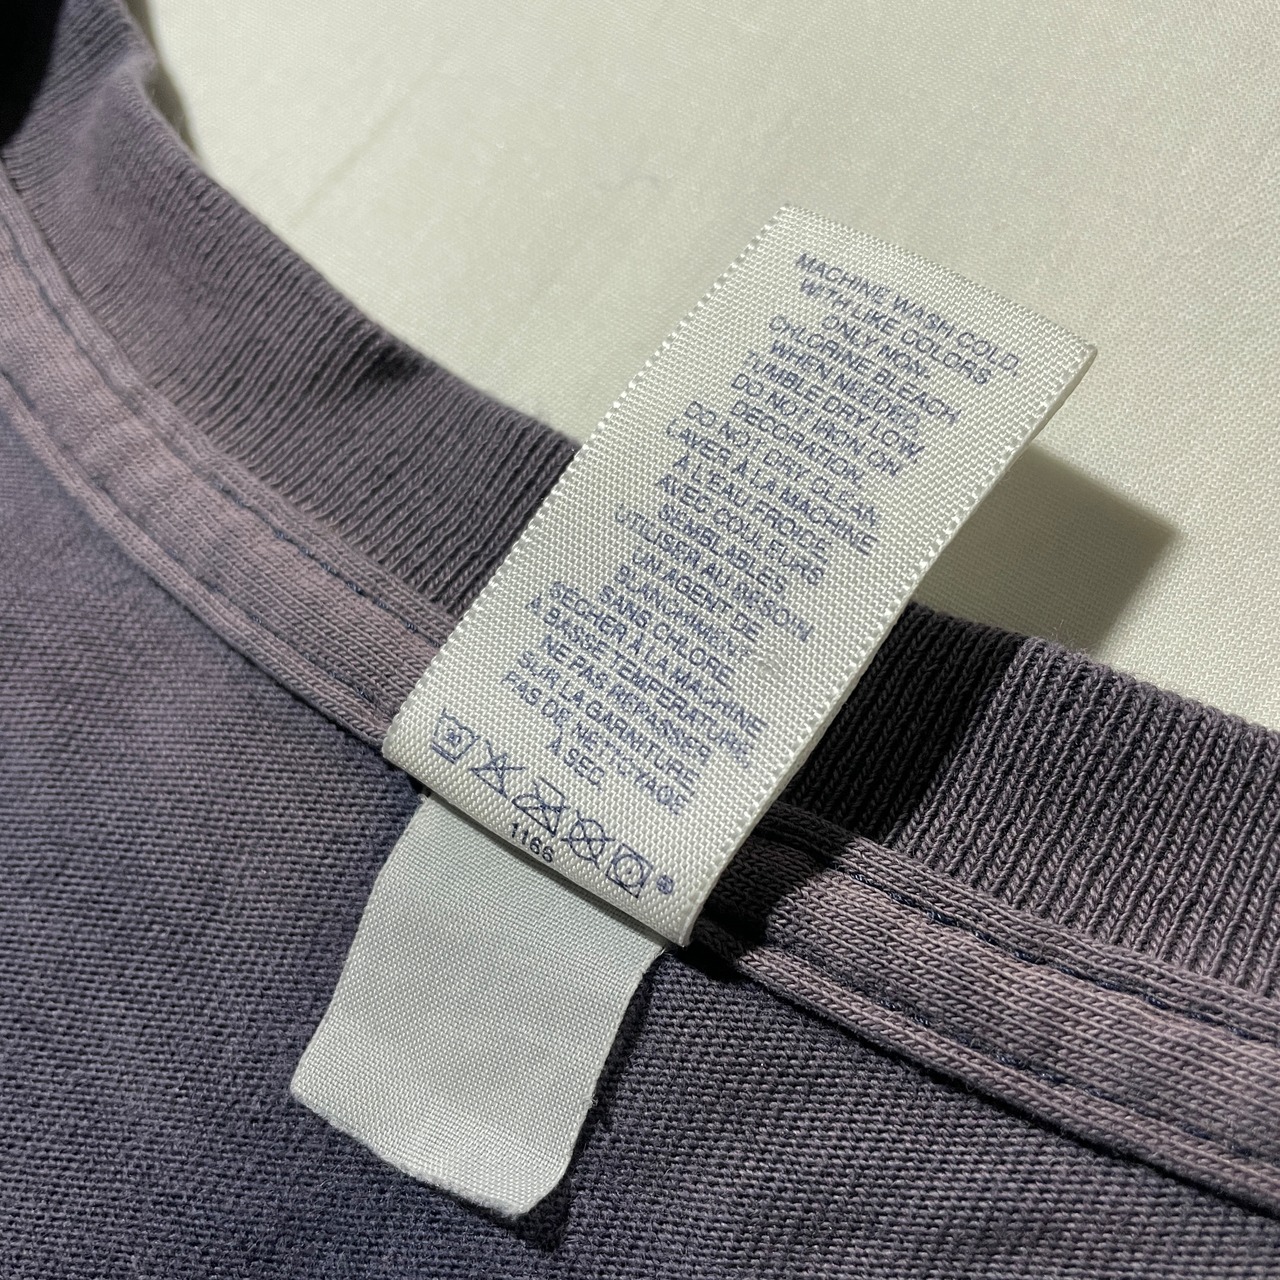 MACHINE WASH COLD
WITH LIKE COLORS
ONLY NON
CHLORINE BLEACH
WHEN NEEDED
TUMBLE DRY LOW
DO NOT IRON ON
DECORATION.
DO NOT DRY CLEAN
LAVER À LA MACHINE
À L'EAU FROIDE
AVEC COULEURS
SEMBLABLES
UTILISER AU BESOIN
UN AGENT DE
BLANCHIMENT
SANS CHLORE
SÉCHER À LA MACHINE
À BASSE TEMPERATURE
NE PAS REPASSER
SUR LA GARNITURE
PAS DE NETTOYAGE
À SEC.
1166